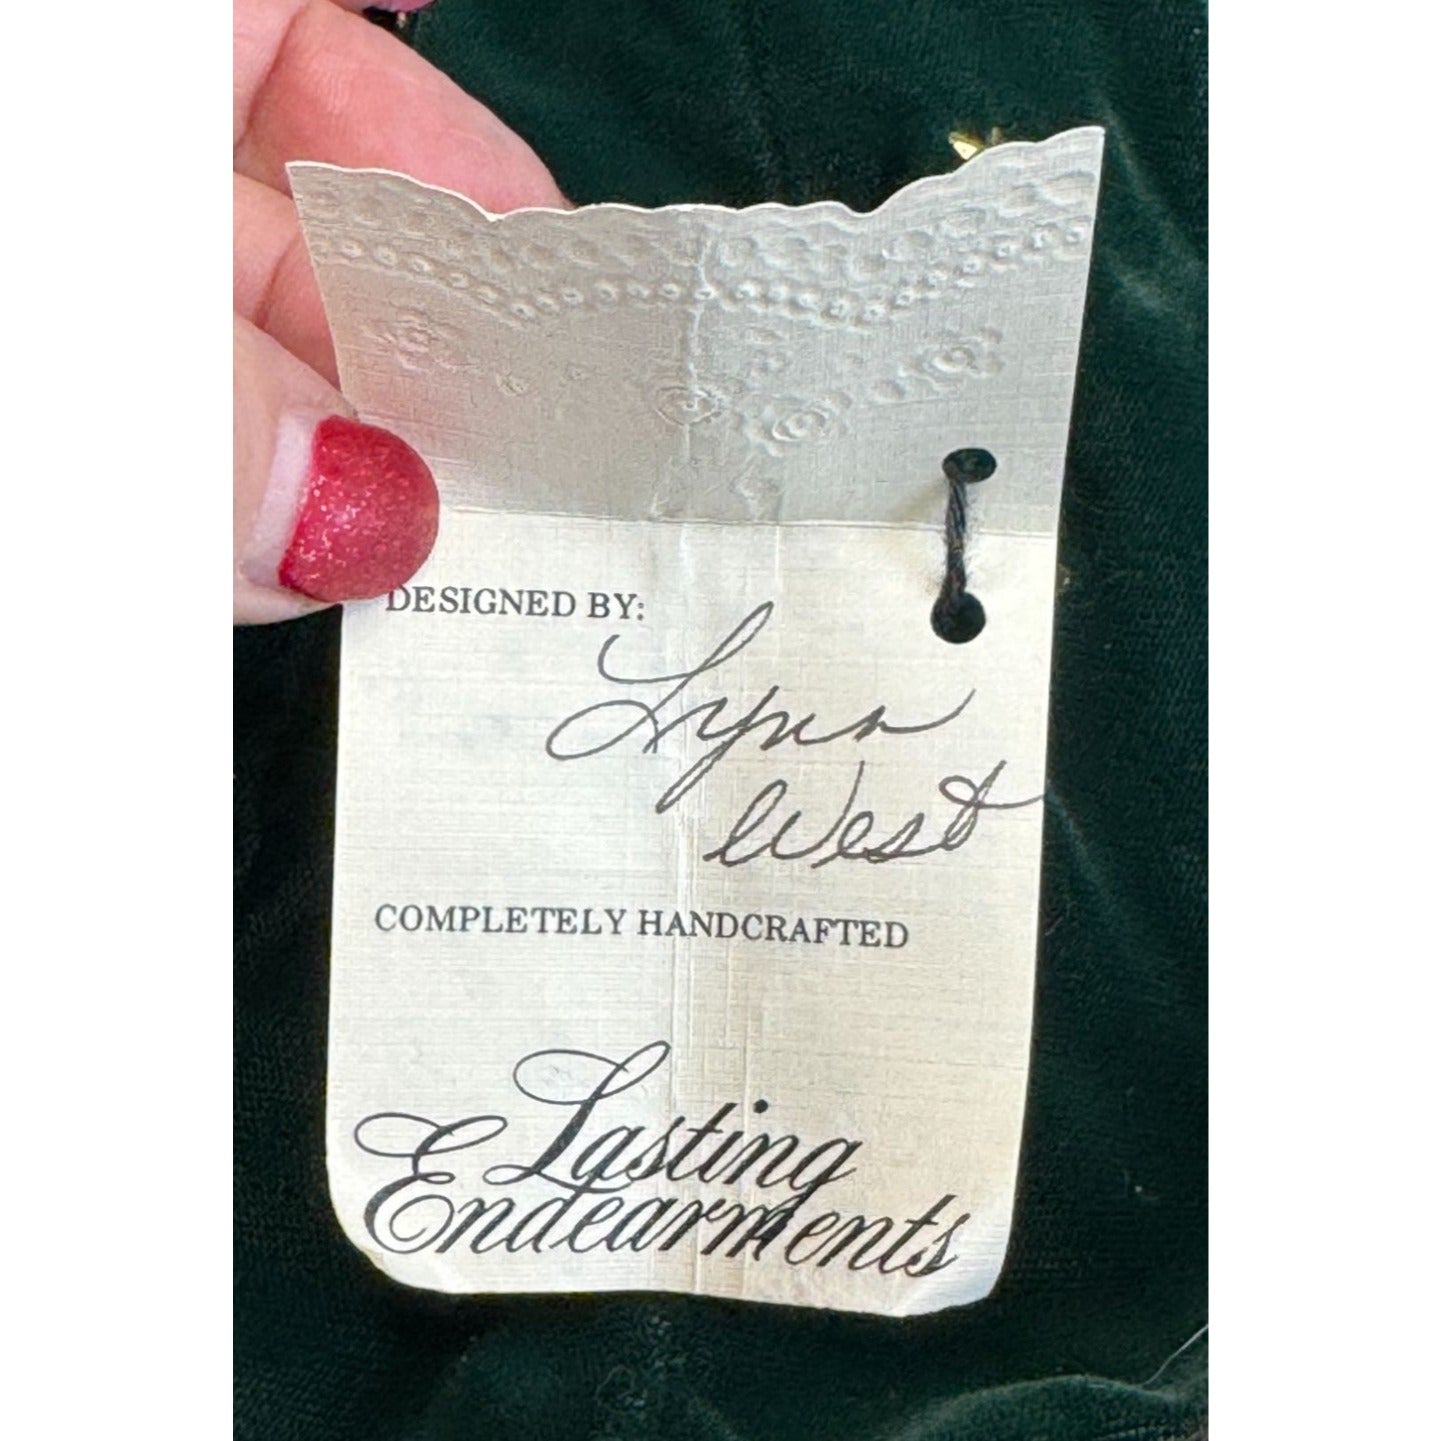 DESIGNED BY:
Lynn
West
COMPLETELY HANDCRAFTED
Lasting
Endearments